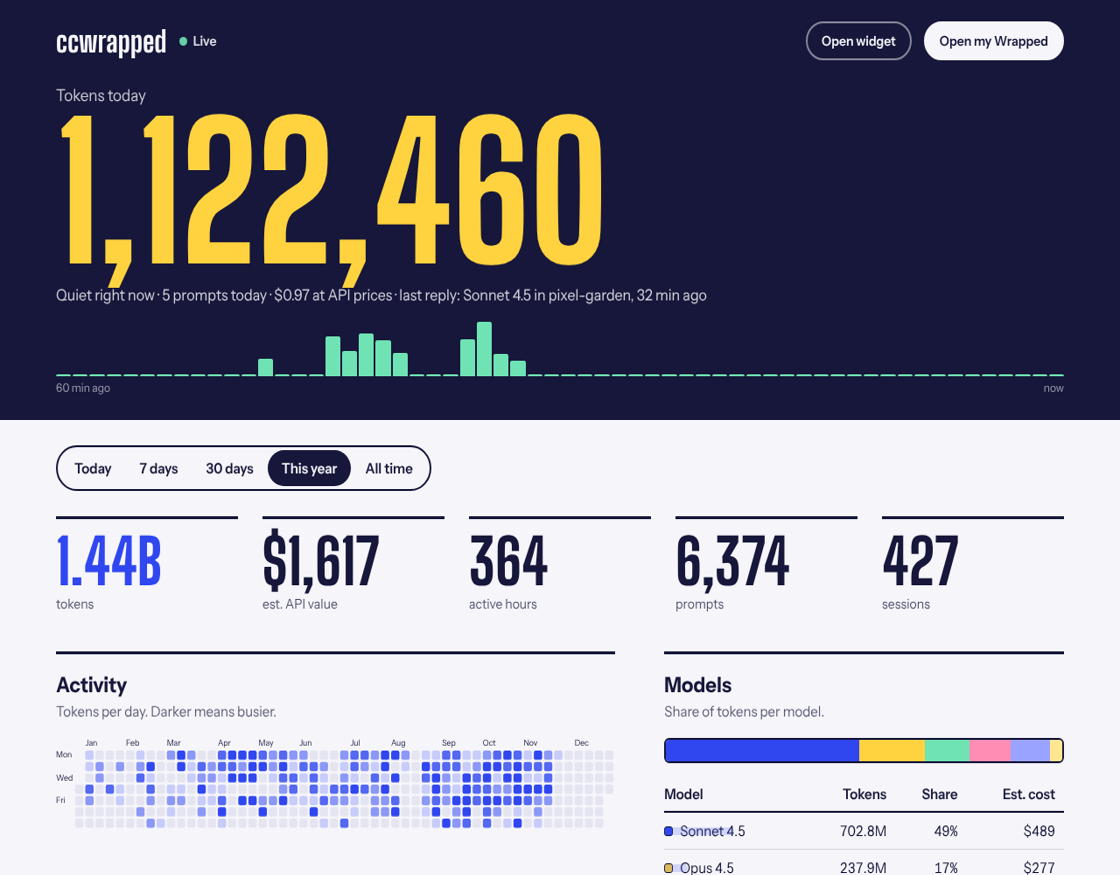 ccwrapped Live Open widget Open my Wrapped
Tokens today
1,122,460
Quiet right now · 5 prompts today · $0.97 at API prices · last reply: Sonnet 4.5 in pixel-garden, 32 min ago
60 min ago now
Today 7 days 30 days This year All time
1.44B $1,617 364 6,374 427
tokens est. API value active hours prompts sessions
Activity
Tokens per day. Darker means busier.
Jan Feb Mar Apr May Jun Jul Aug Sep Oct Nov Dec
Mon
Wed
Fri
Models
Share of tokens per model.
Model Tokens Share Est. cost
Sonnet 4.5 702.8M 49% $489
Opus 4.5 237.9M 17% $277